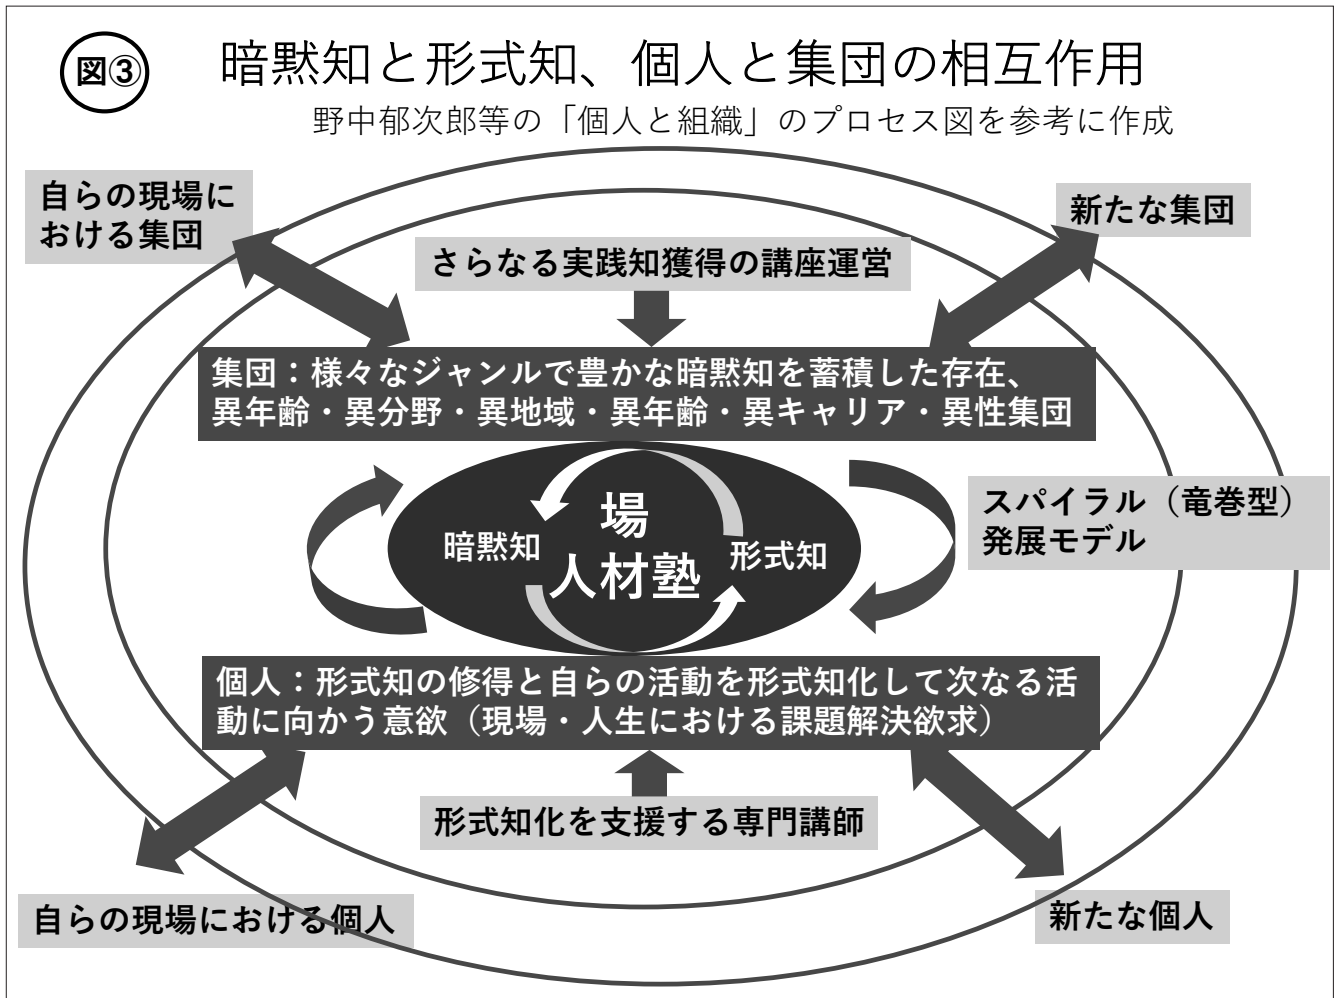 図③
暗黙知と形式知、個人と集団の相互作用
野中郁次郎等の「個人と組織」のプロセス図を参考に作成
自らの現場に
おける集団
新たな集団
さらなる実践知獲得の講座運営
集団：様々なジャンルで豊かな暗黙知を蓄積した存在、
異年齢・異分野・異地域・異年齢・異キャリア・異性集団
スパイラル（竜巻型）
発展モデル
場
人材塾
暗黙知
形式知
個人：形式知の修得と自らの活動を形式知化して次なる活
動に向かう意欲（現場・人生における課題解決欲求）
形式知化を支援する専門講師
自らの現場における個人
新たな個人